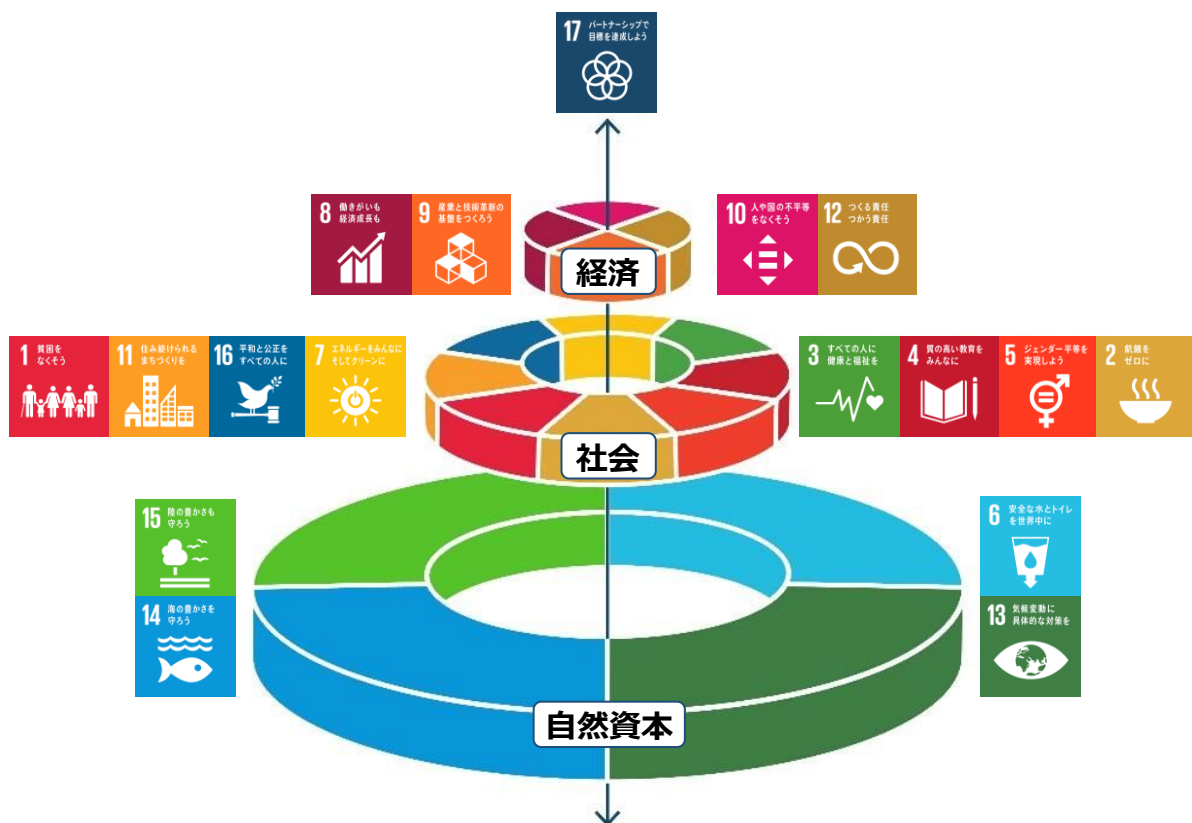 17 パートナーシップで
目標を達成しよう
8 働きがいも
経済成長も
9 産業と技術革新の
基盤をつくろう
10 人や国の不平等
をなくそう
12 つくる責任
つかう責任
経済
1 貧困を
なくそう
11 住み続けられる
まちづくりを
16 平和と公正を
すべての人に
7 エネルギーをみんなに
そしてクリーンに
3 すべての人に
健康と福祉を
4 質の高い教育を
みんなに
5 ジェンダー平等を
実現しよう
2 飢餓を
ゼロに
社会
15 陸の豊かさも
守ろう
6 安全な水とトイレ
を世界中に
14 海の豊かさを
守ろう
13 気候変動に
具体的な対策を
自然資本